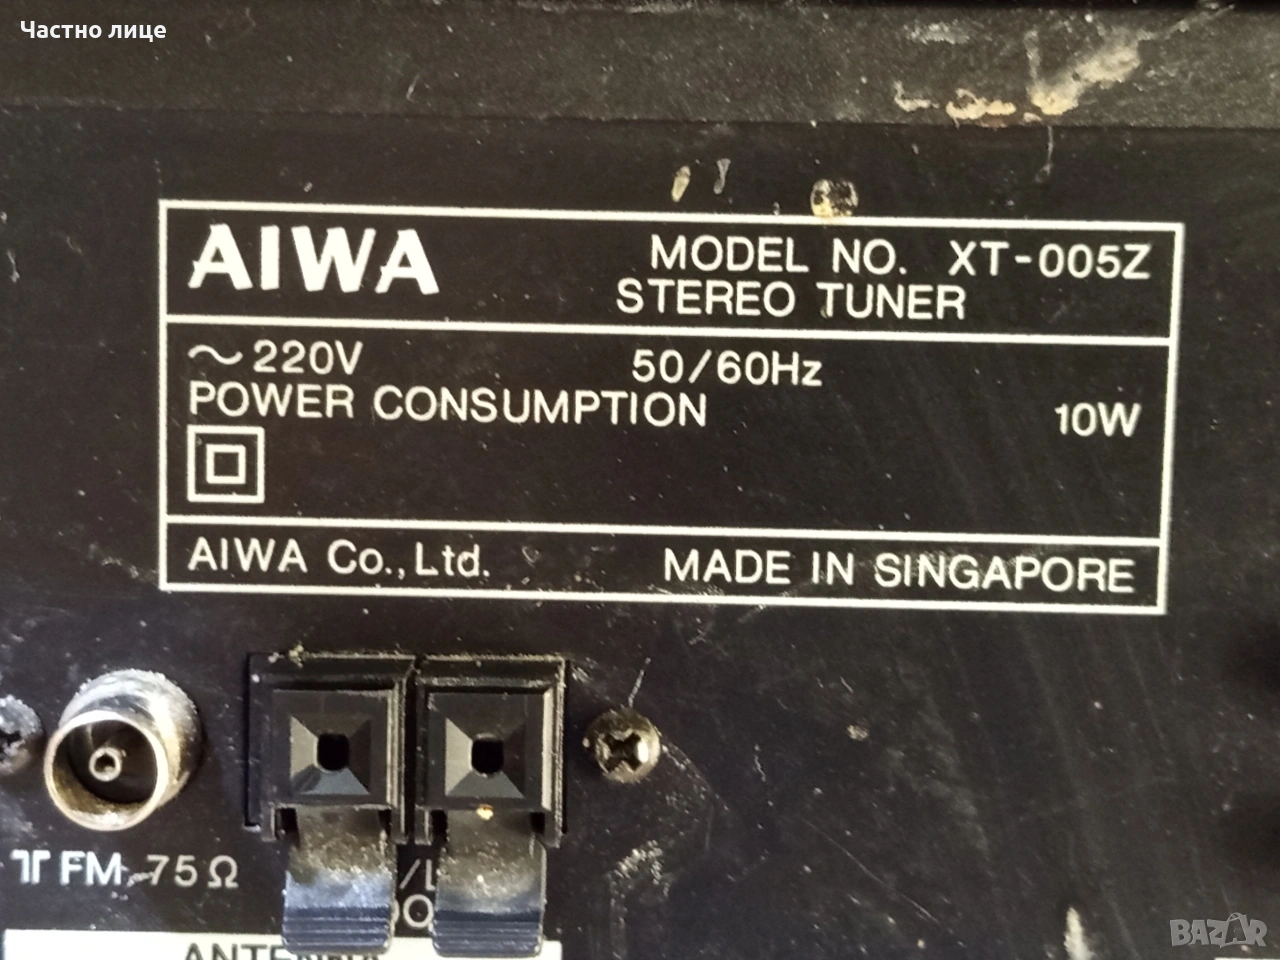 Частно лице
AIWA
MODEL NO. XT-005Z
STEREO TUNER
~220V 50/60Hz
POWER CONSUMPTION 10W
AIWA Co., Ltd. MADE IN SINGAPORE
FM 75Ω
BAZAR